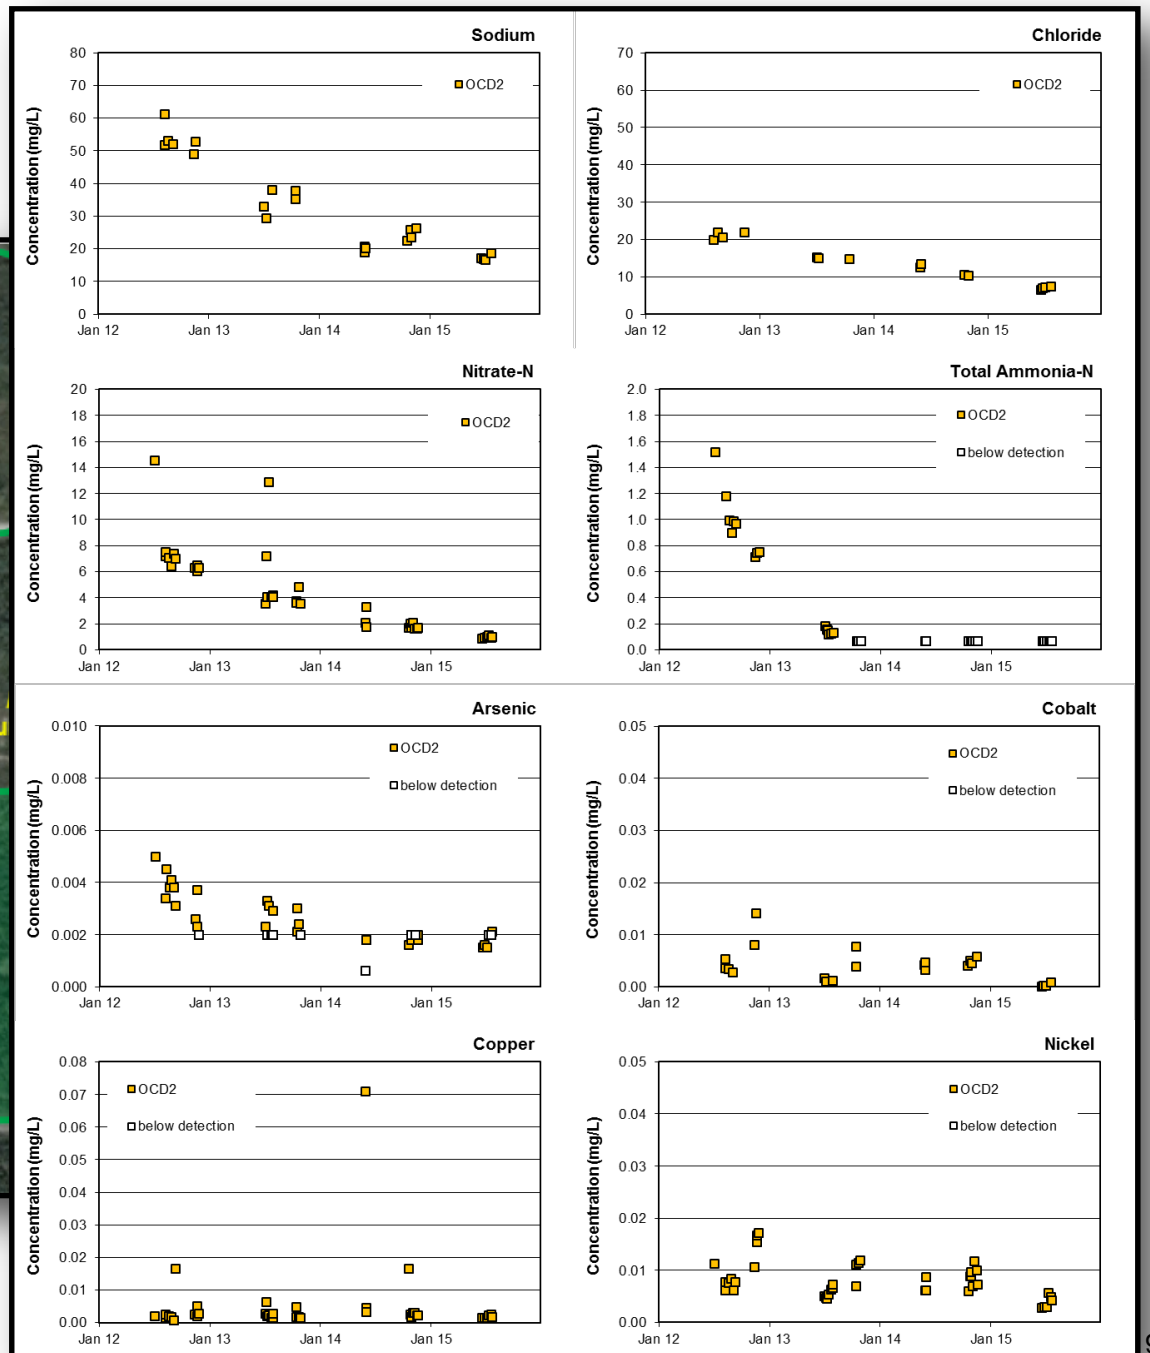 Sodium
Concentration (mg/L)
80
70
60
50
40
30
20
10
0
OCD2
Jan 12
Jan 13
Jan 14
Jan 15
Chloride
Concentration (mg/L)
70
60
50
40
30
20
10
0
OCD2
Jan 12
Jan 13
Jan 14
Jan 15
Nitrate-N
Concentration (mg/L)
20
18
16
14
12
10
8
6
4
2
0
OCD2
Jan 12
Jan 13
Jan 14
Jan 15
Total Ammonia-N
Concentration (mg/L)
2.0
1.8
1.6
1.4
1.2
1.0
0.8
0.6
0.4
0.2
0.0
OCD2
below detection
Jan 12
Jan 13
Jan 14
Jan 15
Arsenic
Concentration (mg/L)
0.010
0.008
0.006
0.004
0.002
0.000
OCD2
below detection
Jan 12
Jan 13
Jan 14
Jan 15
Cobalt
Concentration (mg/L)
0.05
0.04
0.03
0.02
0.01
0.00
OCD2
below detection
Jan 12
Jan 13
Jan 14
Jan 15
Copper
Concentration (mg/L)
0.08
0.07
0.06
0.05
0.04
0.03
0.02
0.01
0.00
OCD2
below detection
Jan 12
Jan 13
Jan 14
Jan 15
Nickel
Concentration (mg/L)
0.05
0.04
0.03
0.02
0.01
0.00
OCD2
below detection
Jan 12
Jan 13
Jan 14
Jan 15